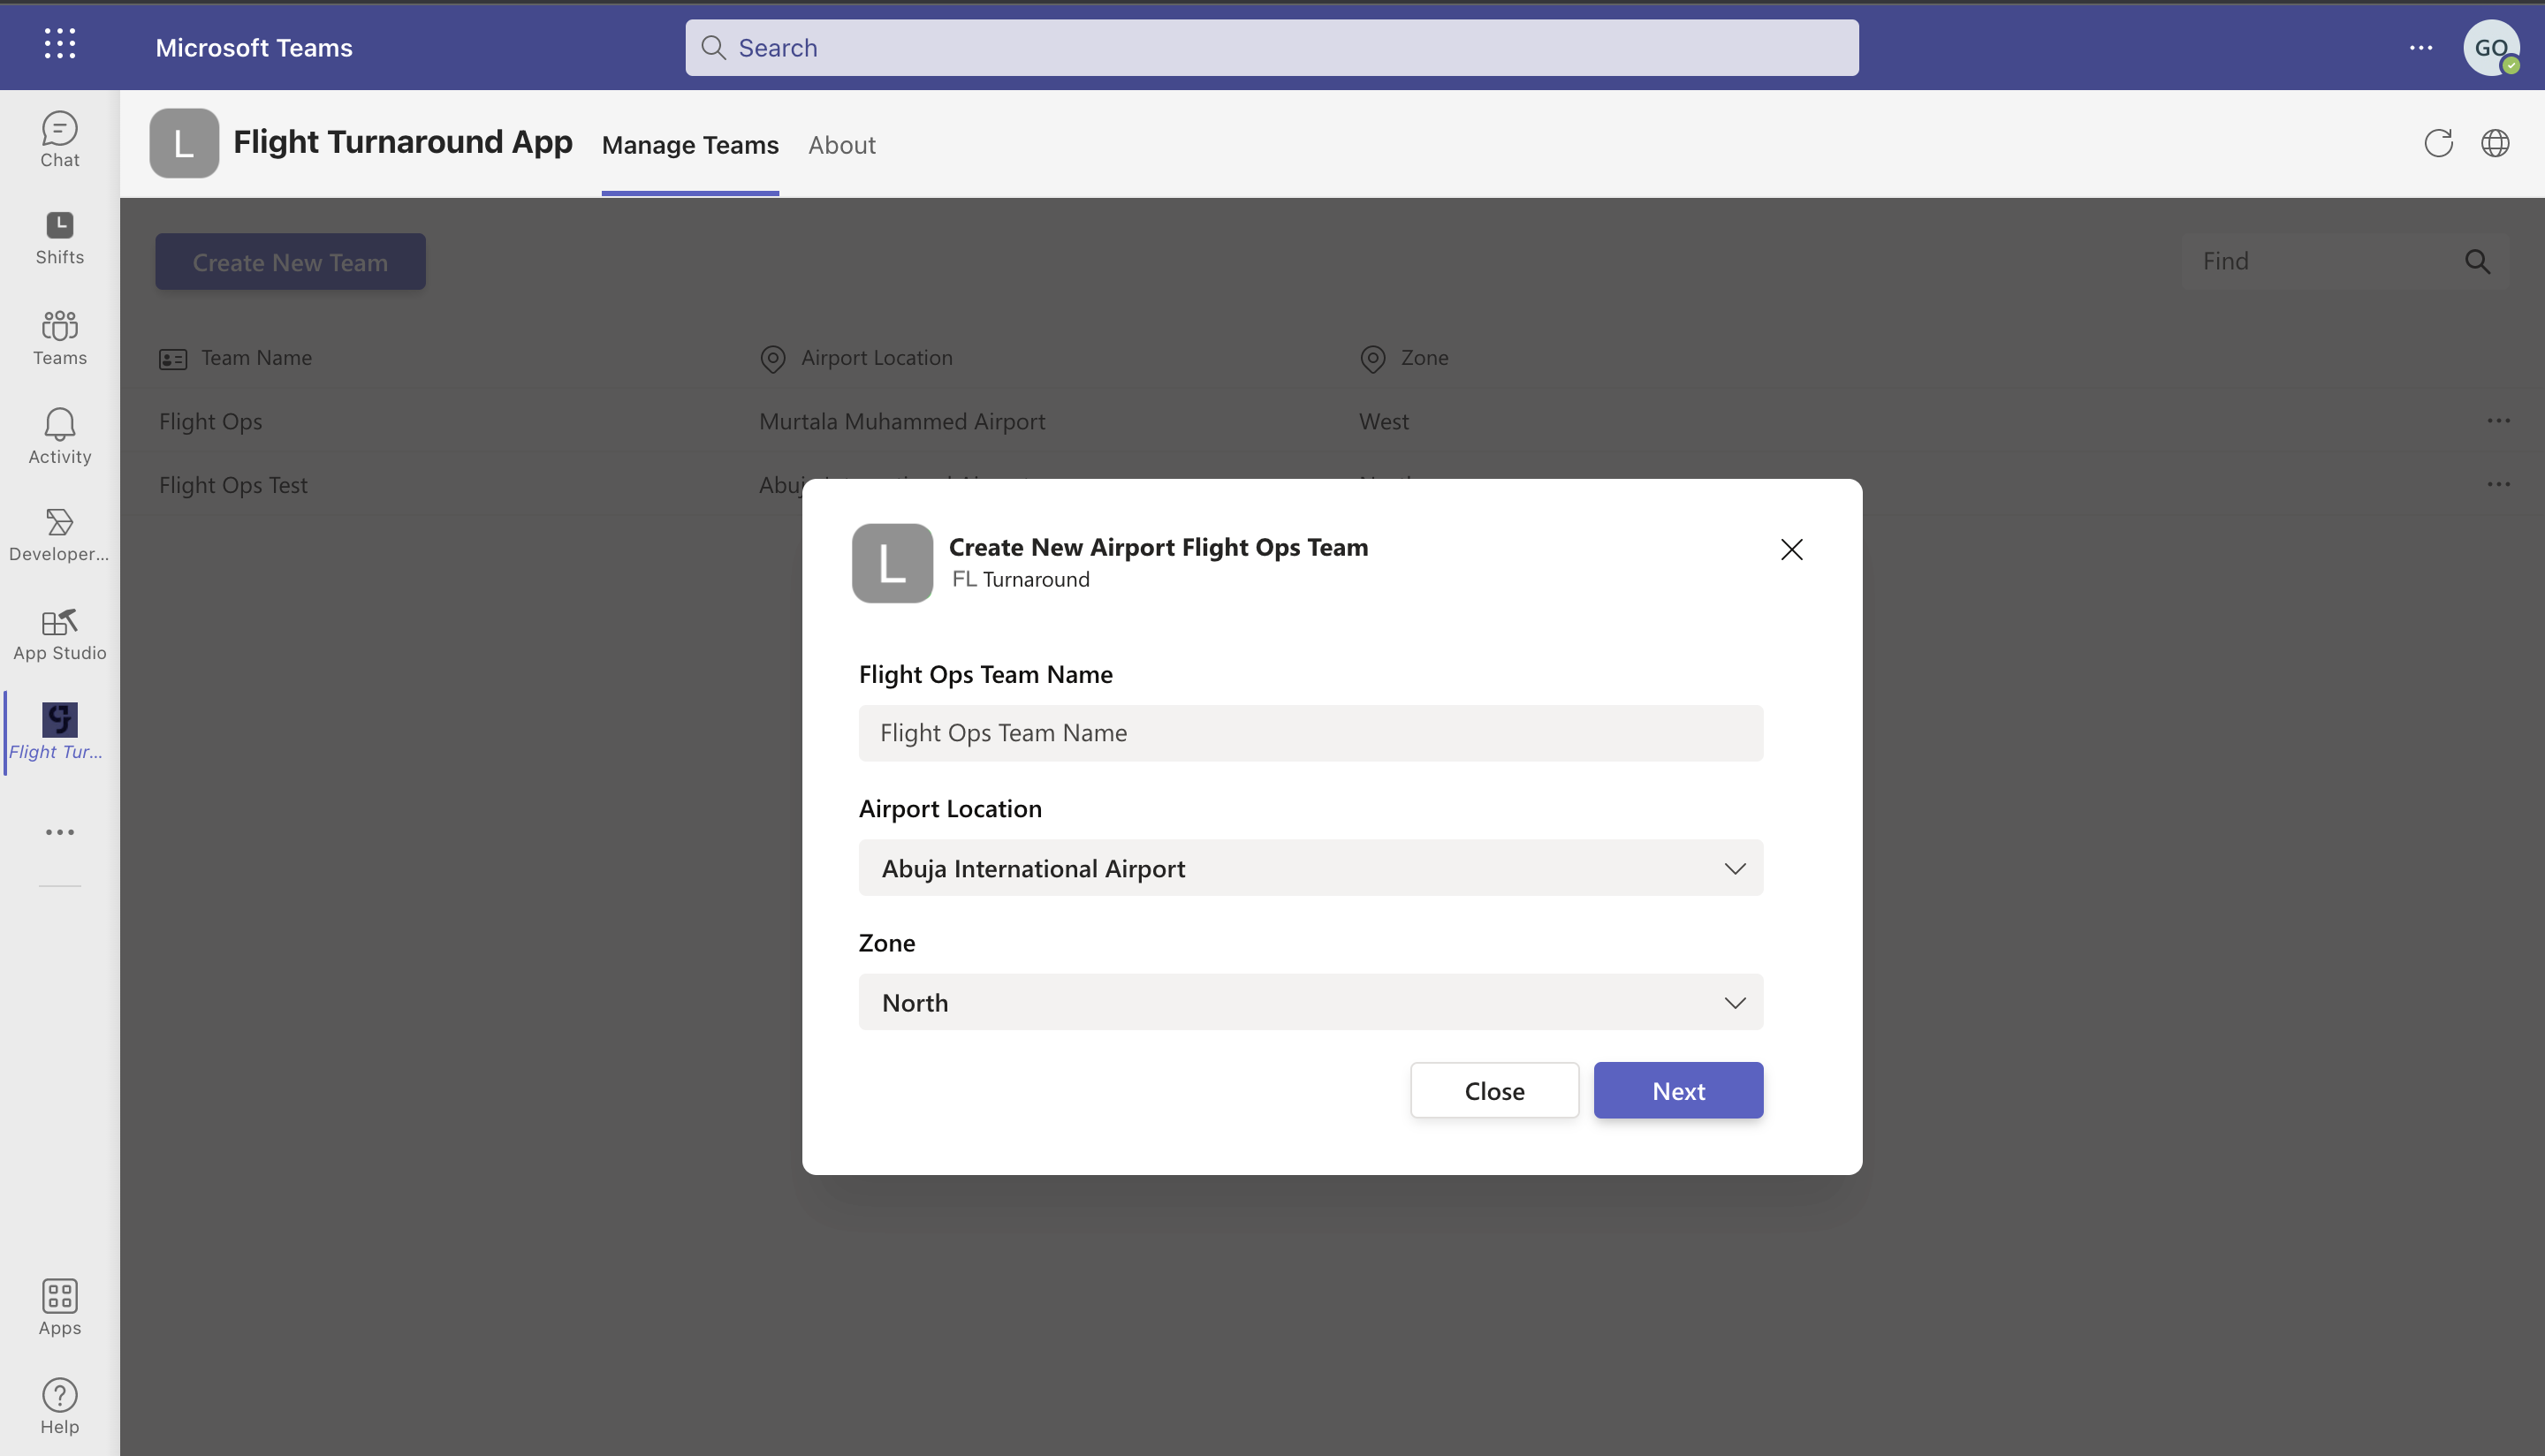 Microsoft Teams
Search
GO
Chat
Shifts
Teams
Activity
Developer...
App Studio
Flight Tur...
Apps
Help
L
Flight Turnaround App
Manage Teams
About
Create New Team
Find
Team Name
Airport Location
Zone
Flight Ops
Murtala Muhammed Airport
West
Flight Ops Test
L
Create New Airport Flight Ops Team
FL Turnaround
Flight Ops Team Name
Flight Ops Team Name
Airport Location
Abuja International Airport
Zone
North
Close
Next